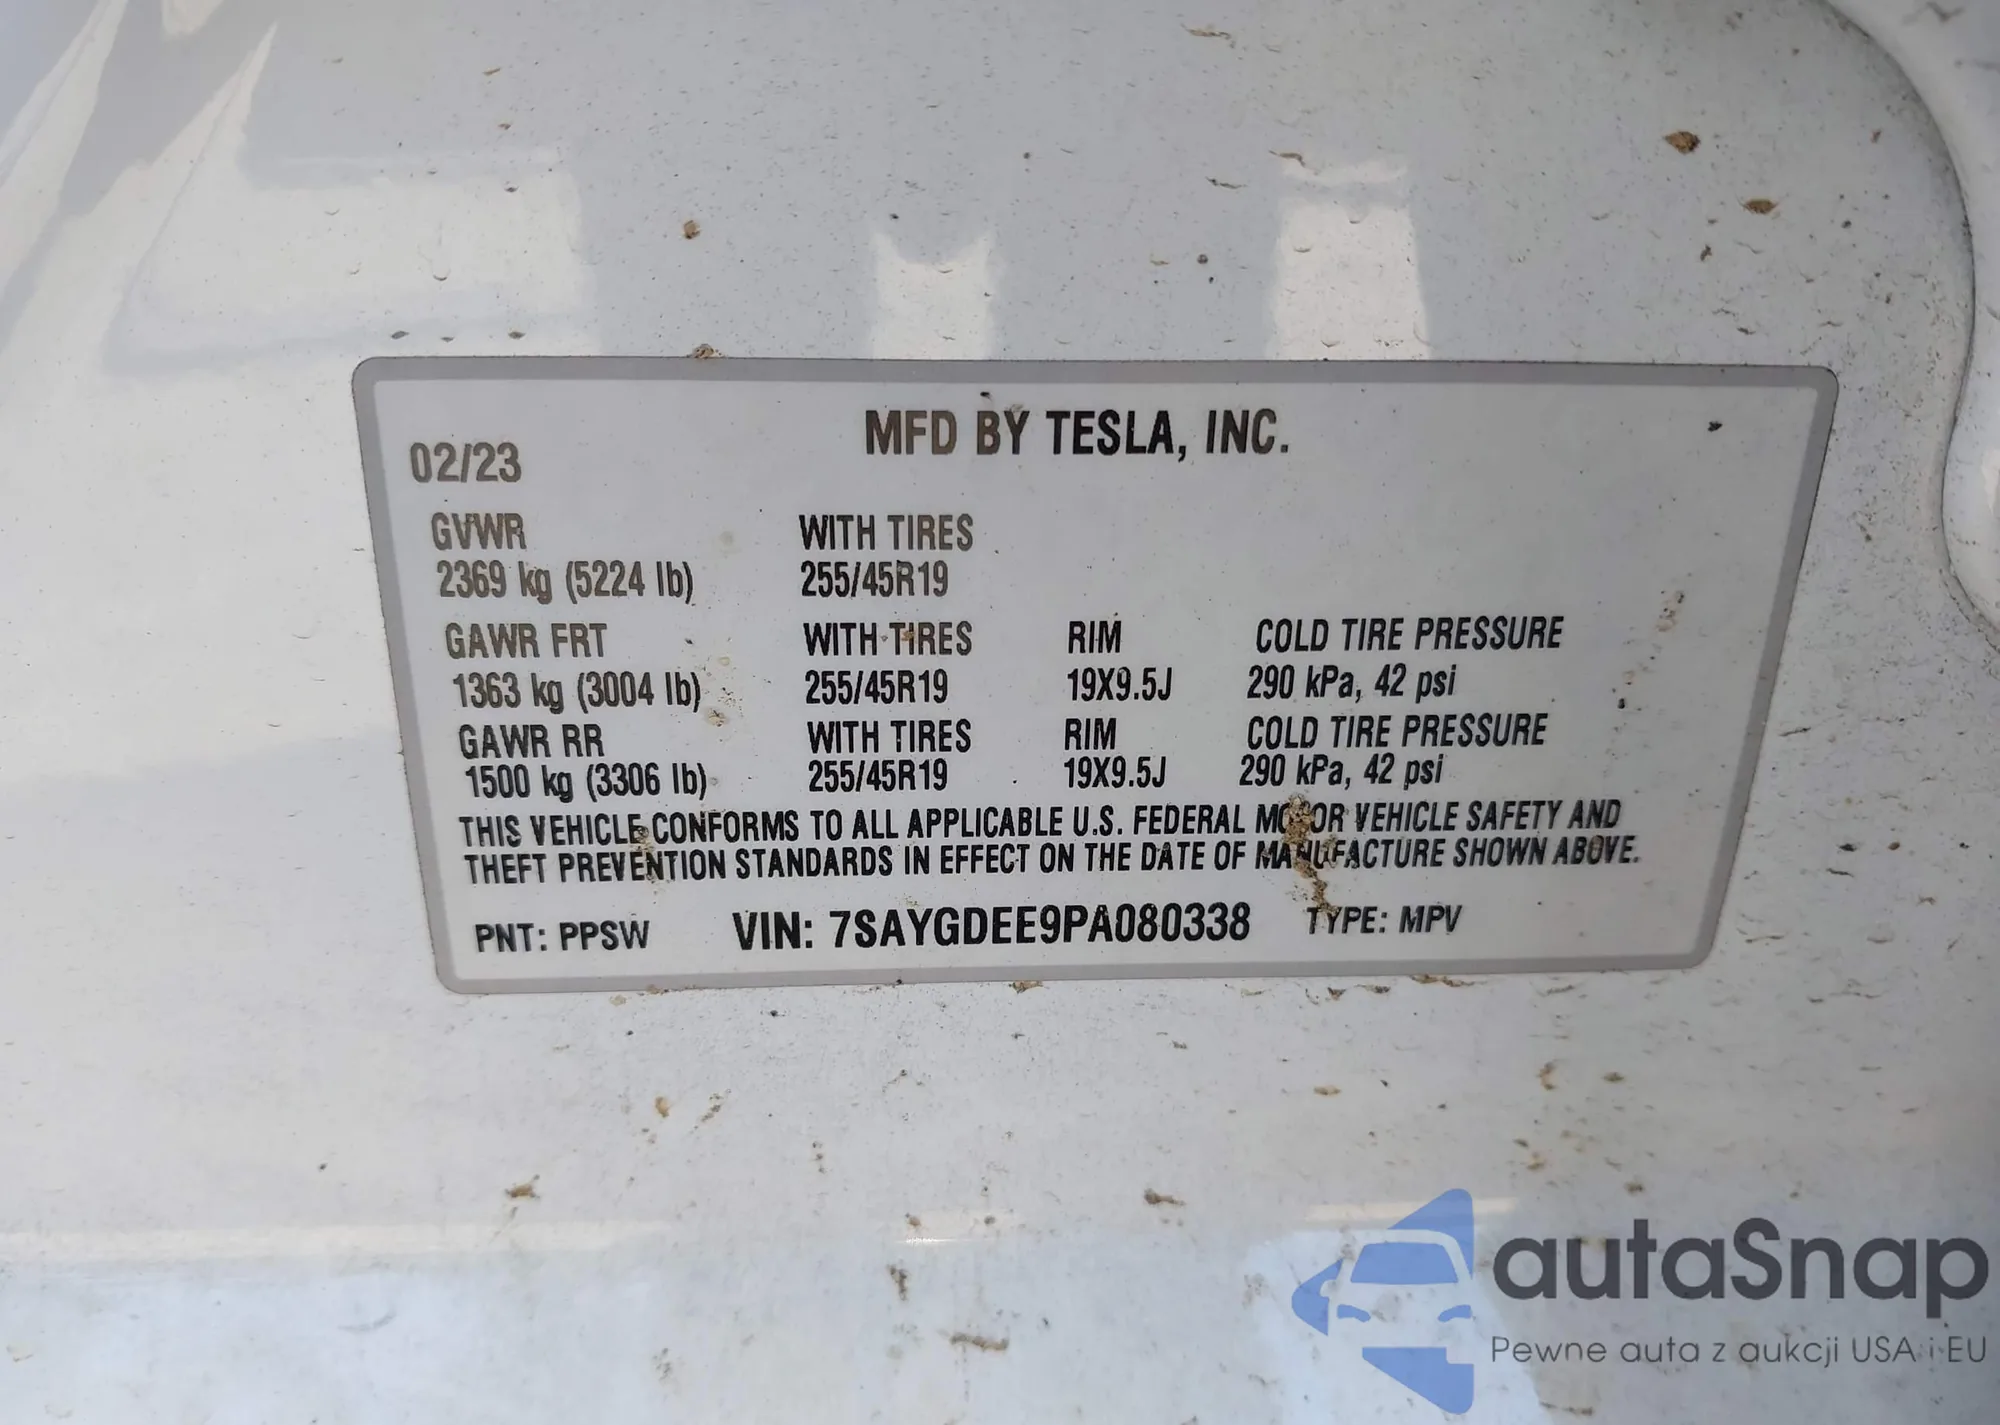 MFD BY TESLA, INC.
02/23
GVWR WITH TIRES
2369 kg (5224 lb) 255/45R19
GAWR FRT WITH TIRES RIM COLD TIRE PRESSURE
1363 kg (3004 lb) 255/45R19 19X9.5J 290 kPa, 42 psi
GAWR RR WITH TIRES RIM COLD TIRE PRESSURE
1500 kg (3306 lb) 255/45R19 19X9.5J 290 kPa, 42 psi
THIS VEHICLE CONFORMS TO ALL APPLICABLE U.S. FEDERAL MOTOR VEHICLE SAFETY AND
THEFT PREVENTION STANDARDS IN EFFECT ON THE DATE OF MANUFACTURE SHOWN ABOVE.
PNT: PPSW VIN: 7SAYGDEE9PA080338 TYPE: MPV
autaSnap
Pewne auta z aukcji USA i EU